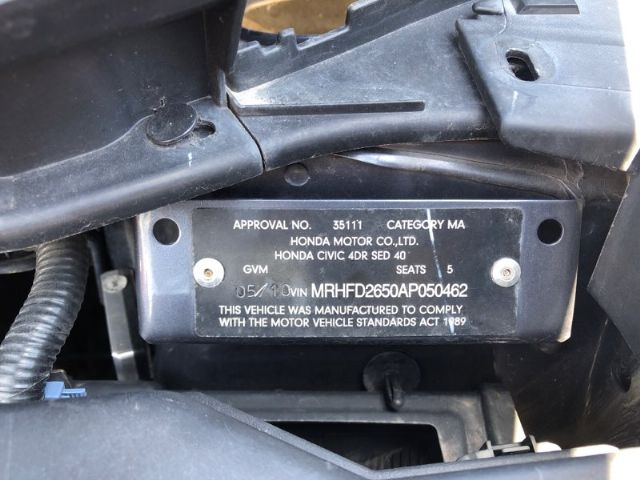 APPROVAL NO. 35111 CATEGORY MA
HONDA MOTOR CO.,LTD.
HONDA CIVIC 4DR SED 40
GVM SEATS 5
05/10 VIN MRHFD2650AP050462
THIS VEHICLE WAS MANUFACTURED TO COMPLY
WITH THE MOTOR VEHICLE STANDARDS ACT 1989